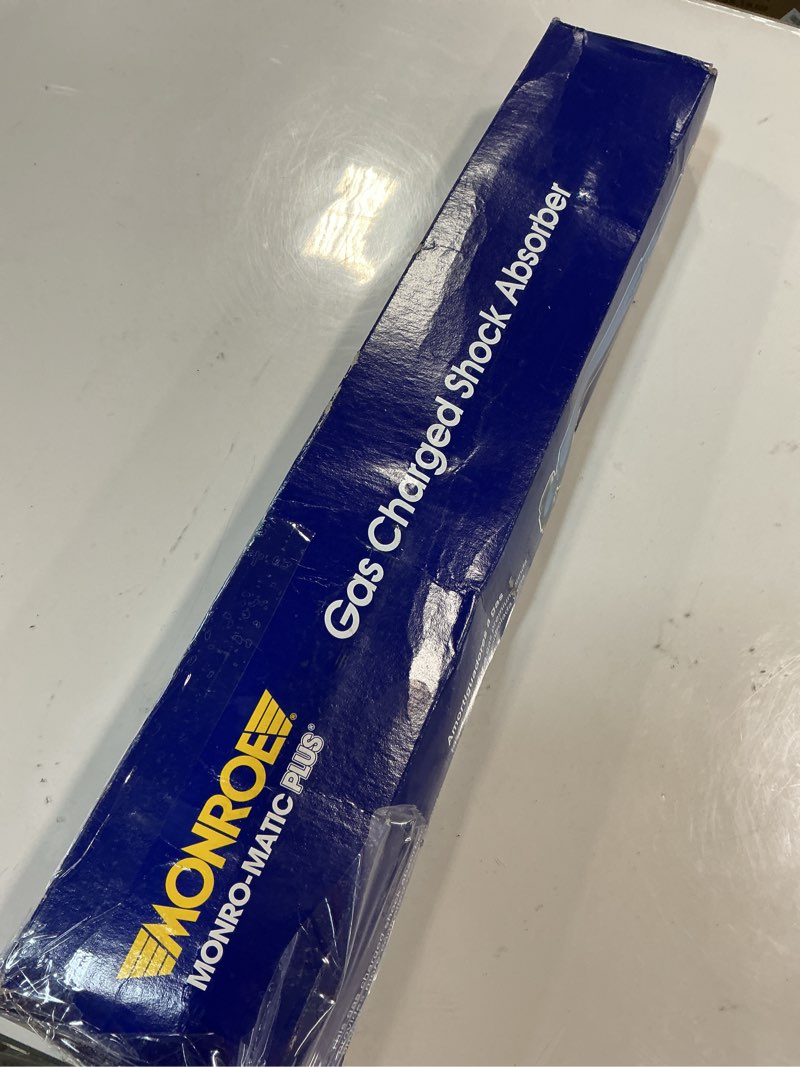 MONROE®
MONRO-MATIC PLUS®
Gas Charged Shock Absorber